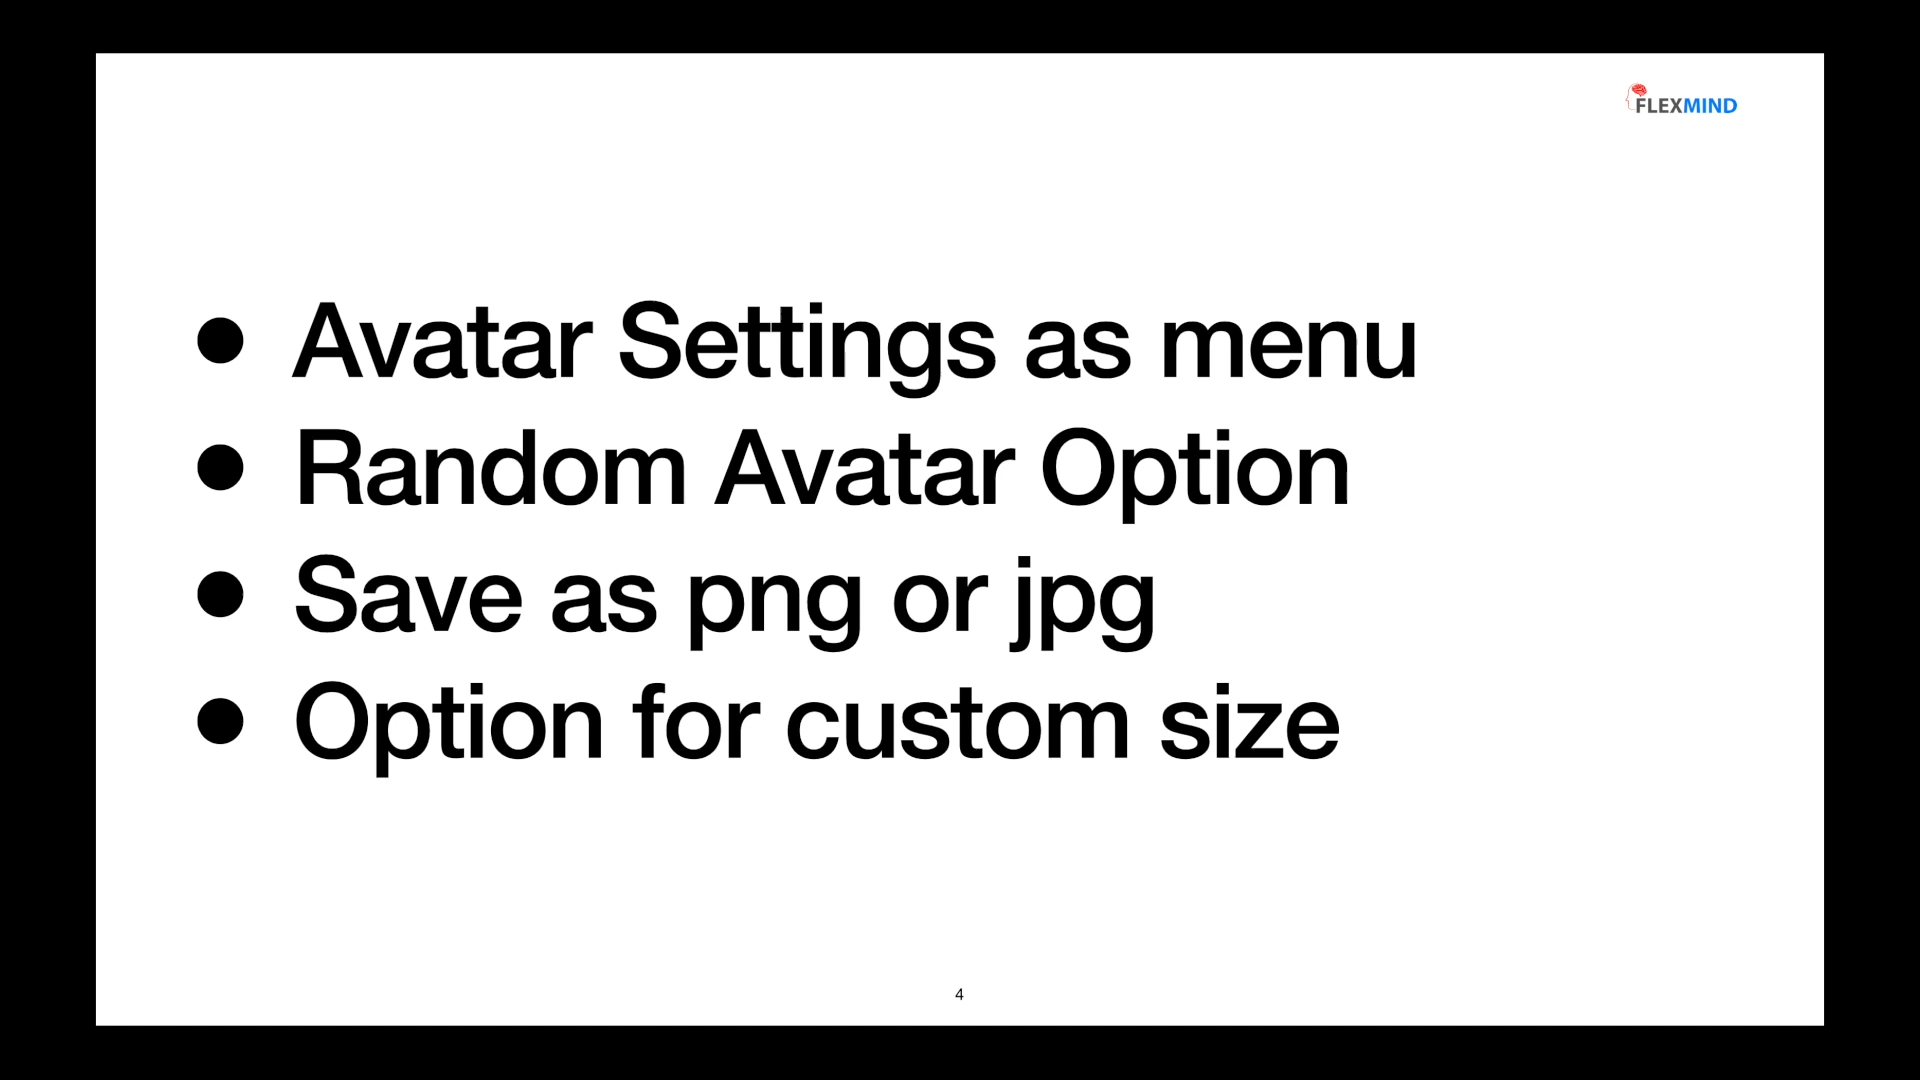 FLEXMIND
● Avatar Settings as menu
● Random Avatar Option
● Save as png or jpg
● Option for custom size
4